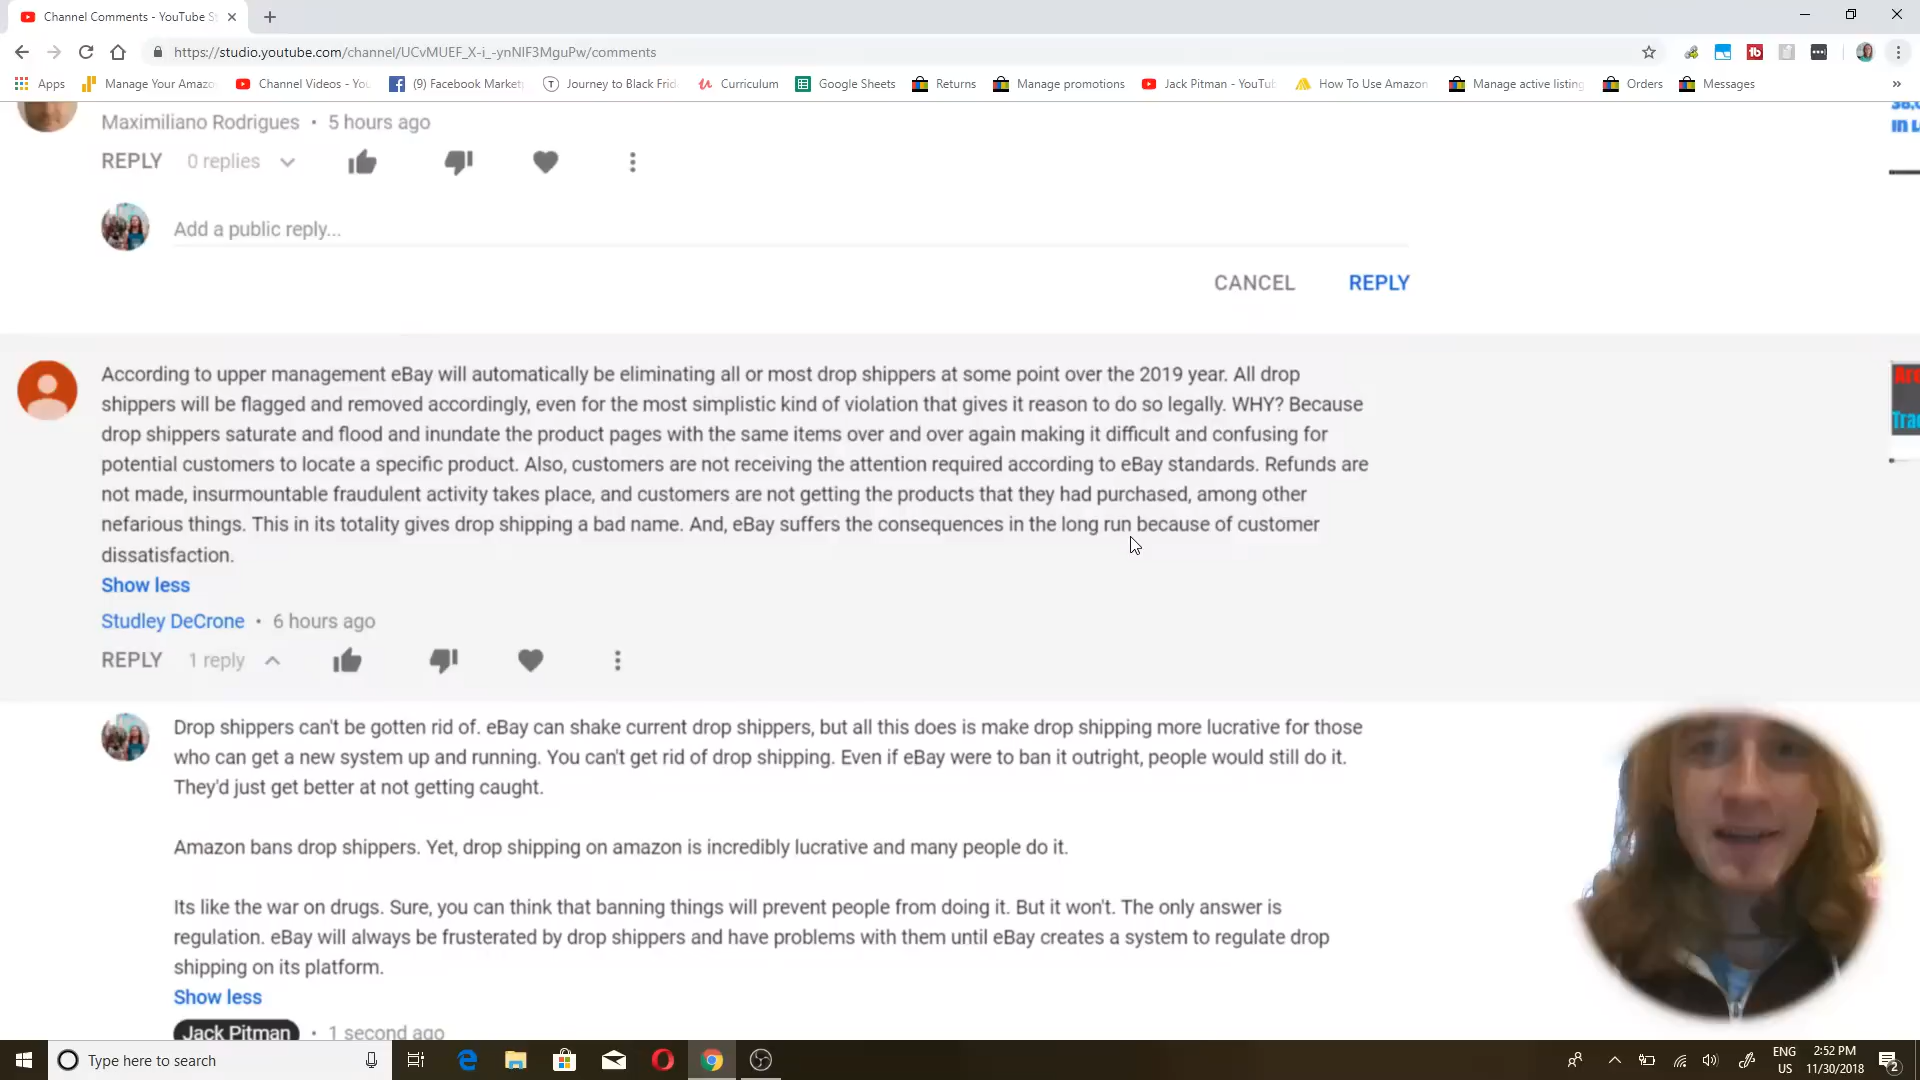 Channel Comments - YouTube S
https://studio.youtube.com/channel/UCvMUEF_X-i_-ynNlF3MguPw/comments
Apps Manage Your Amazo Channel Videos - You (9) Facebook Market Journey to Black Frid Curriculum Google Sheets Returns Manage promotions Jack Pitman - YouTub How To Use Amazon Manage active listing Orders Messages
Maximiliano Rodrigues • 5 hours ago
REPLY 0 replies
Add a public reply...
CANCEL REPLY
According to upper management eBay will automatically be eliminating all or most drop shippers at some point over the 2019 year. All drop
shippers will be flagged and removed accordingly, even for the most simplistic kind of violation that gives it reason to do so legally. WHY? Because
drop shippers saturate and flood and inundate the product pages with the same items over and over again making it difficult and confusing for
potential customers to locate a specific product. Also, customers are not receiving the attention required according to eBay standards. Refunds are
not made, insurmountable fraudulent activity takes place, and customers are not getting the products that they had purchased, among other
nefarious things. This in its totality gives drop shipping a bad name. And, eBay suffers the consequences in the long run because of customer
dissatisfaction.
Show less
Studley DeCrone • 6 hours ago
REPLY 1 reply
Drop shippers can't be gotten rid of. eBay can shake current drop shippers, but all this does is make drop shipping more lucrative for those
who can get a new system up and running. You can't get rid of drop shipping. Even if eBay were to ban it outright, people would still do it.
They'd just get better at not getting caught.
Amazon bans drop shippers. Yet, drop shipping on amazon is incredibly lucrative and many people do it.
Its like the war on drugs. Sure, you can think that banning things will prevent people from doing it. But it won't. The only answer is
regulation. eBay will always be frusterated by drop shippers and have problems with them until eBay creates a system to regulate drop
shipping on its platform.
Show less
Jack Pitman • 1 second ago
Type here to search
ENG
US
2:52 PM
11/30/2018
2